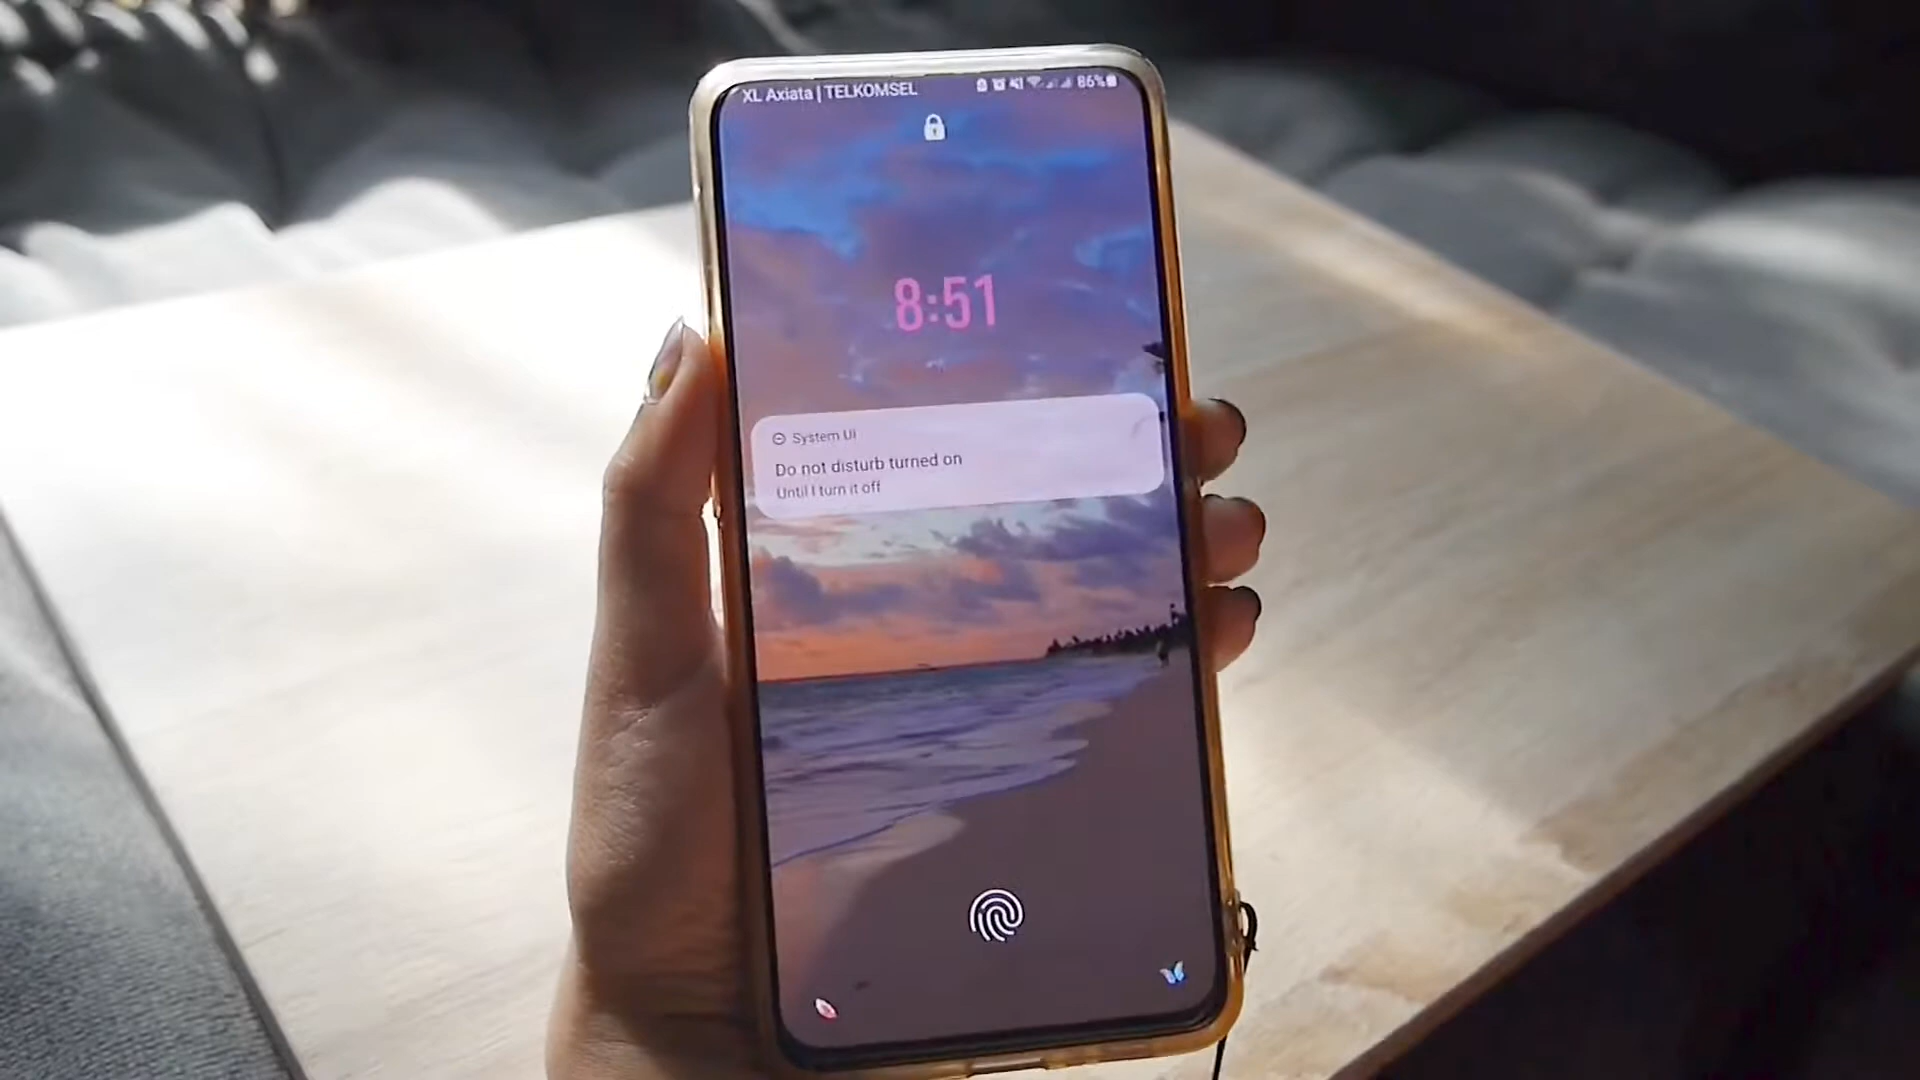 XL Axiata | TELKOMSEL 86%
8:51
System UI
Do not disturb turned on
Until I turn it off